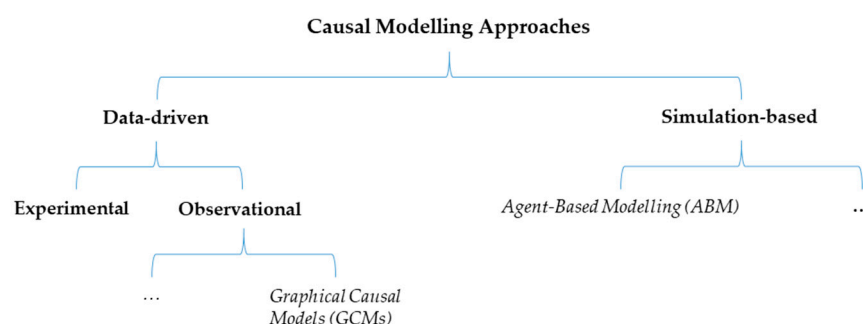 Causal Modelling Approaches
Data-driven
Simulation-based
Experimental
Observational
Agent-Based Modelling (ABM)
..
...
Graphical Causal
Models (GCMs)